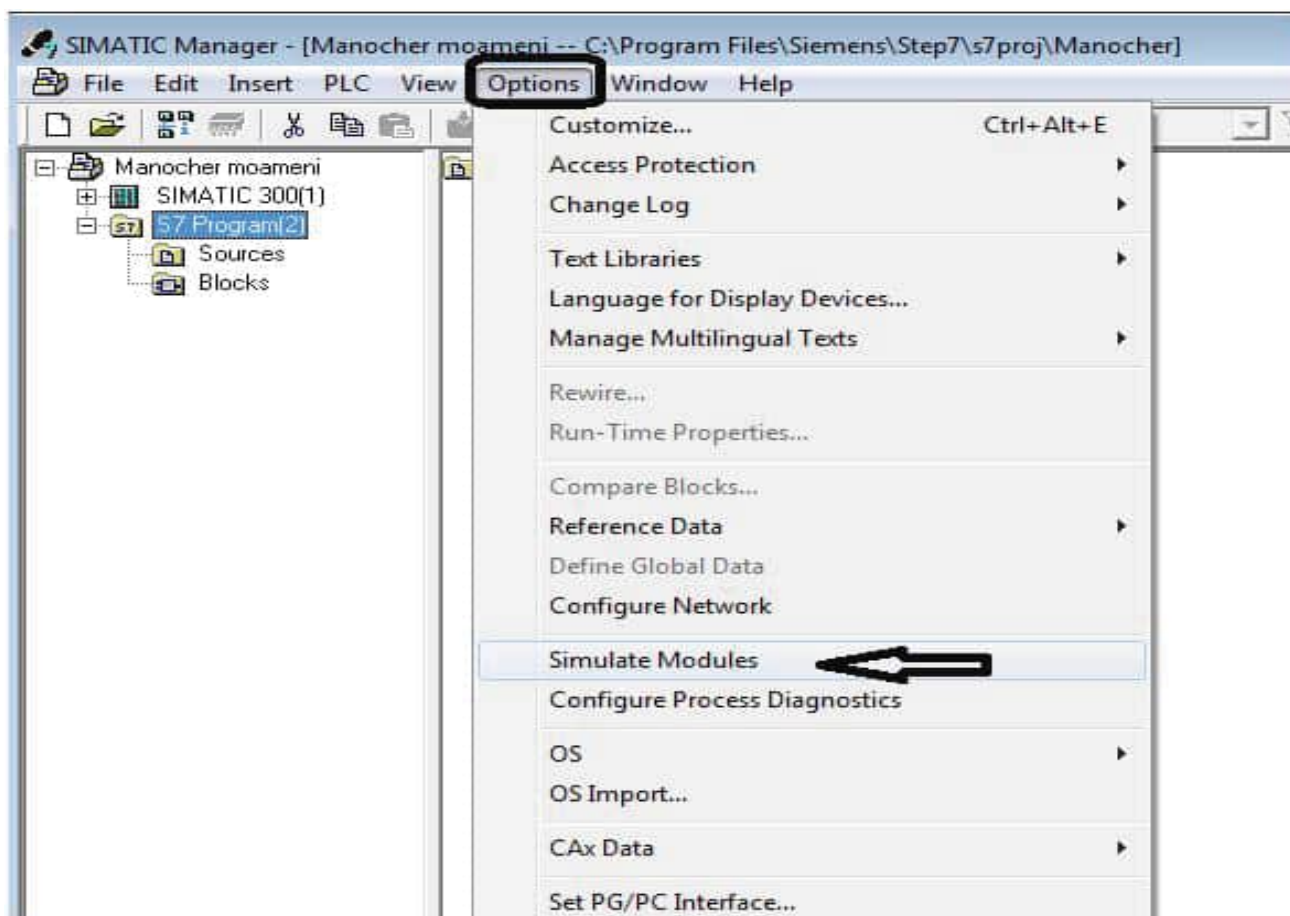 SIMATIC Manager - [Manocher moameni -- C:\Program Files\Siemens\Step7\s7proj\Manocher]
File Edit Insert PLC View Options Window Help
Customize... Ctrl+Alt+E
Manocher moameni
Access Protection
SIMATIC 300(1)
Change Log
S7 Program(2)
Sources
Text Libraries
Blocks
Language for Display Devices...
Manage Multilingual Texts
Rewire...
Run-Time Properties...
Compare Blocks...
Reference Data
Define Global Data
Configure Network
Simulate Modules
Configure Process Diagnostics
OS
OS Import...
CAx Data
Set PG/PC Interface...